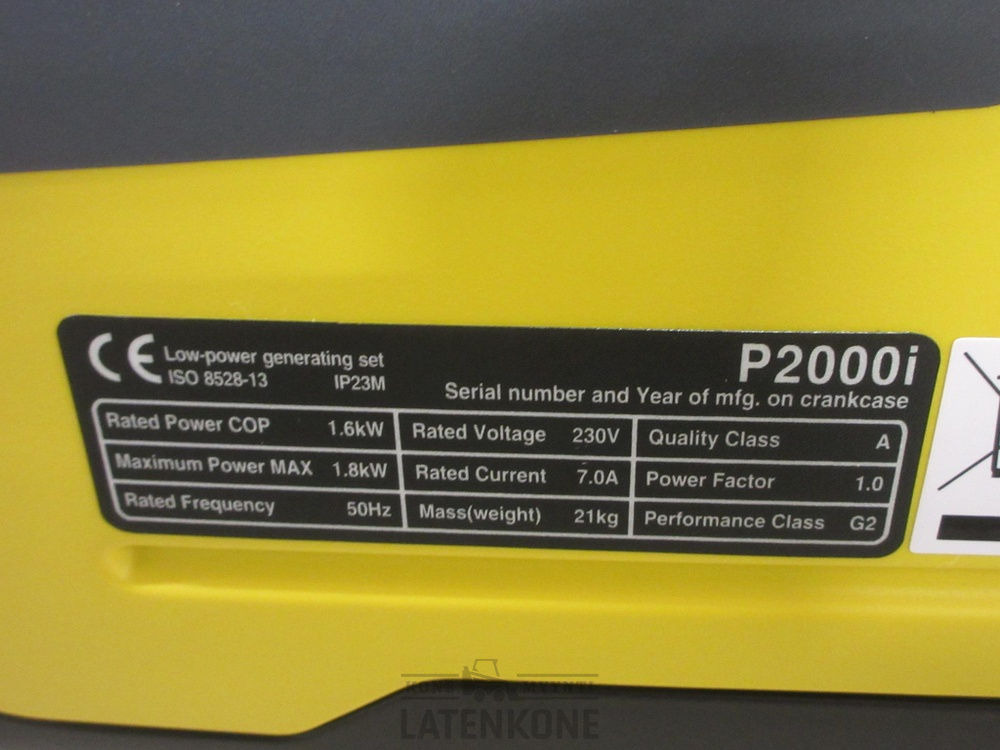 CE Low-power generating set P2000i
ISO 8528-13 IP23M
Serial number and Year of mfg. on crankcase
Rated Power COP 1.6kW Rated Voltage 230V Quality Class A
Maximum Power MAX 1.8kW Rated Current 7.0A Power Factor 1.0
Rated Frequency 50Hz Mass(weight) 21kg Performance Class G2
KONE MYYNTI
LATENKONE